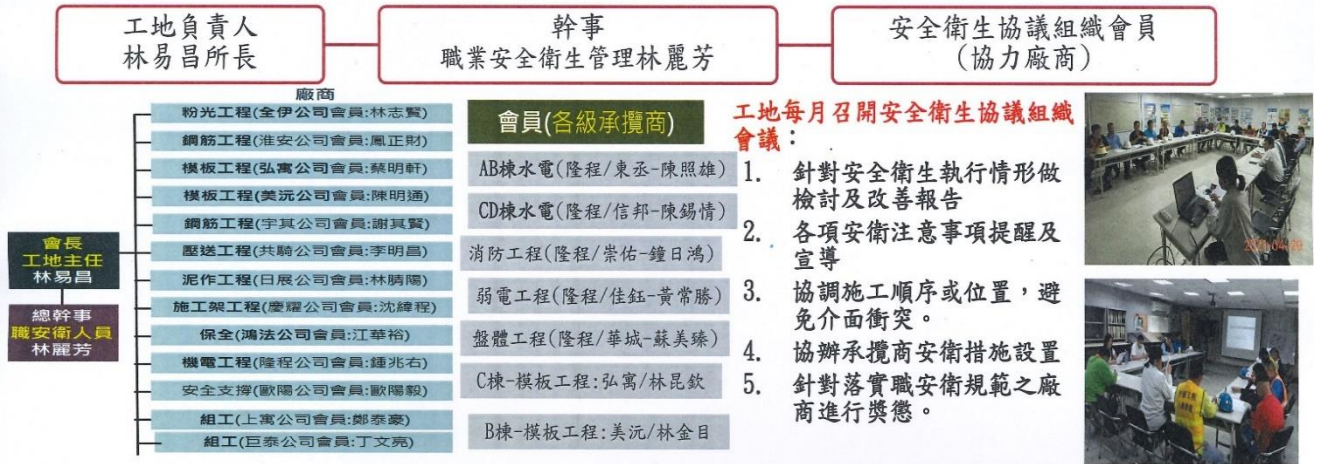 工地負責人
林易昌所長
幹事
職業安全衛生管理林麗芳
安全衛生協議組織會員
(協力廠商)
廠商
粉光工程(全伊公司會員:林志賢)
鋼筋工程(淮安公司會員:鳳正財)
模板工程(弘寓公司會員:蔡明軒)
模板工程(美沅公司會員:陳明通)
鋼筋工程(宇其公司會員:謝其賢)
壓送工程(共騎公司會員:李明昌)
泥作工程(日展公司會員:林腈陽)
施工架工程(慶耀公司會員:沈緯程)
保全(鴻法公司會員:江華裕)
機電工程(隆程公司會員:鍾兆右)
安全支撐(歐陽公司會員:歐陽毅)
組工(上寓公司會員:鄭泰豪)
組工(巨泰公司會員:丁文亮)
會長
工地主任
林易昌
總幹事
職安衛人員
林麗芳
會員(各級承攬商)
AB棟水電(隆程/東丞-陳照雄)
CD棟水電(隆程/信邦-陳錫情)
消防工程(隆程/崇佑-鐘日鴻)
弱電工程(隆程/佳鈺-黃常勝)
盤體工程(隆程/華城-蘇美臻)
C棟-模板工程:弘寓/林昆欽
B棟-模板工程:美沅/林金目
工地每月召開安全衛生協議組織
會議：
1. 針對安全衛生執行情形做
檢討及改善報告
2. 各項安衛注意事項提醒及
宣導
3. 協調施工順序或位置，避
免介面衝突。
4. 協辦承攬商安衛措施設置
5. 針對落實職安衛規範之廠
商進行獎懲。